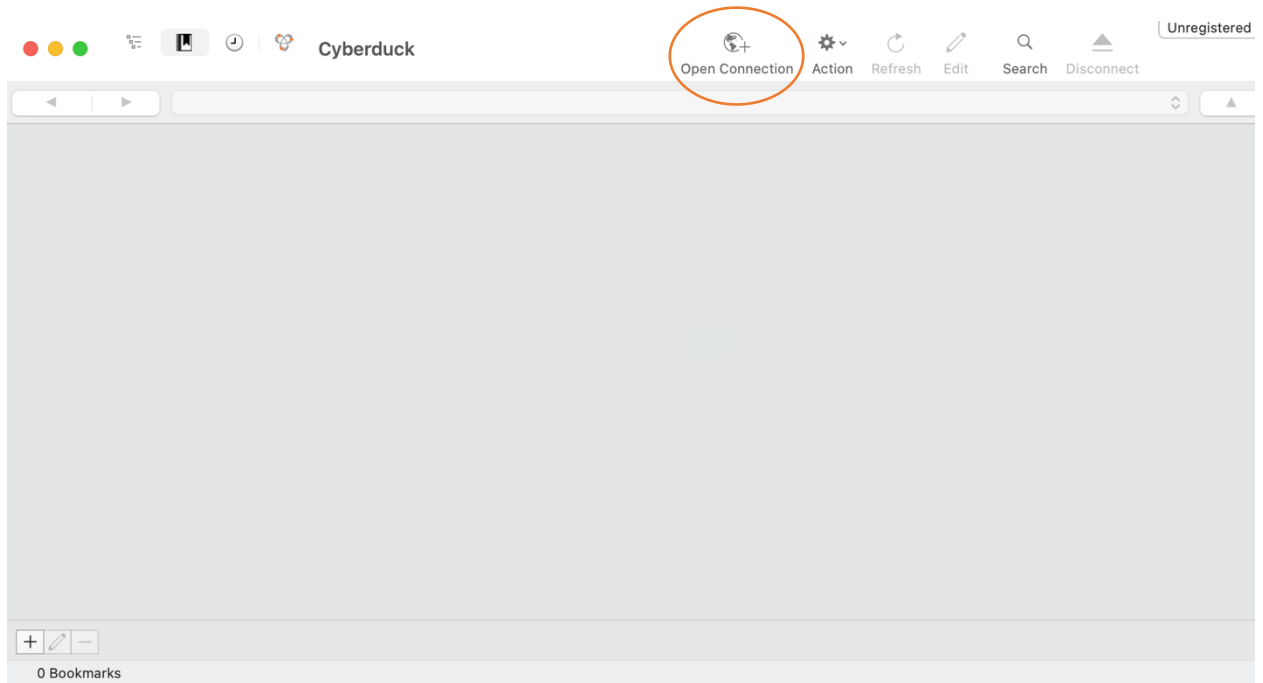 Unregistered
Cyberduck
Open Connection Action Refresh Edit Search Disconnect
0 Bookmarks